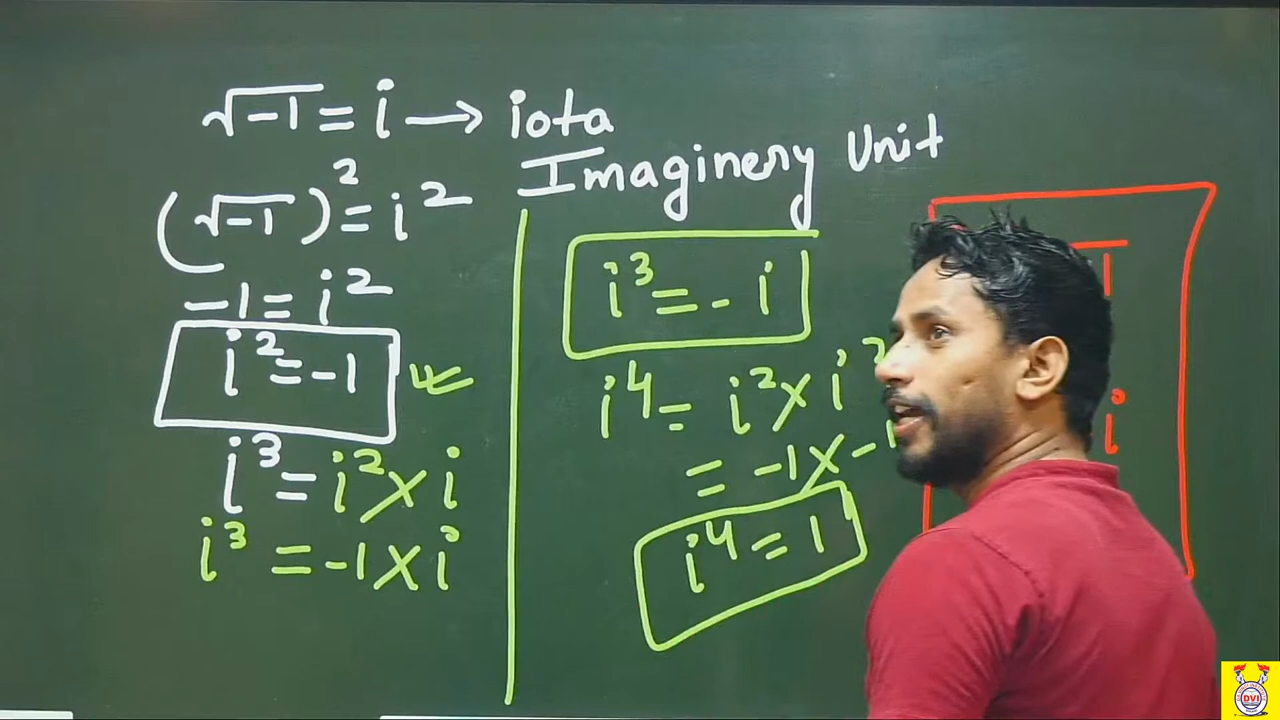 √-1 = i → iota
Imaginery Unit
(√-1)² = i²
-1 = i²
i² = -1
i³ = i² × i
i³ = -1 × i
i³ = - i
i⁴ = i² × i²
= -1 × -1
i⁴ = 1
i
DVI